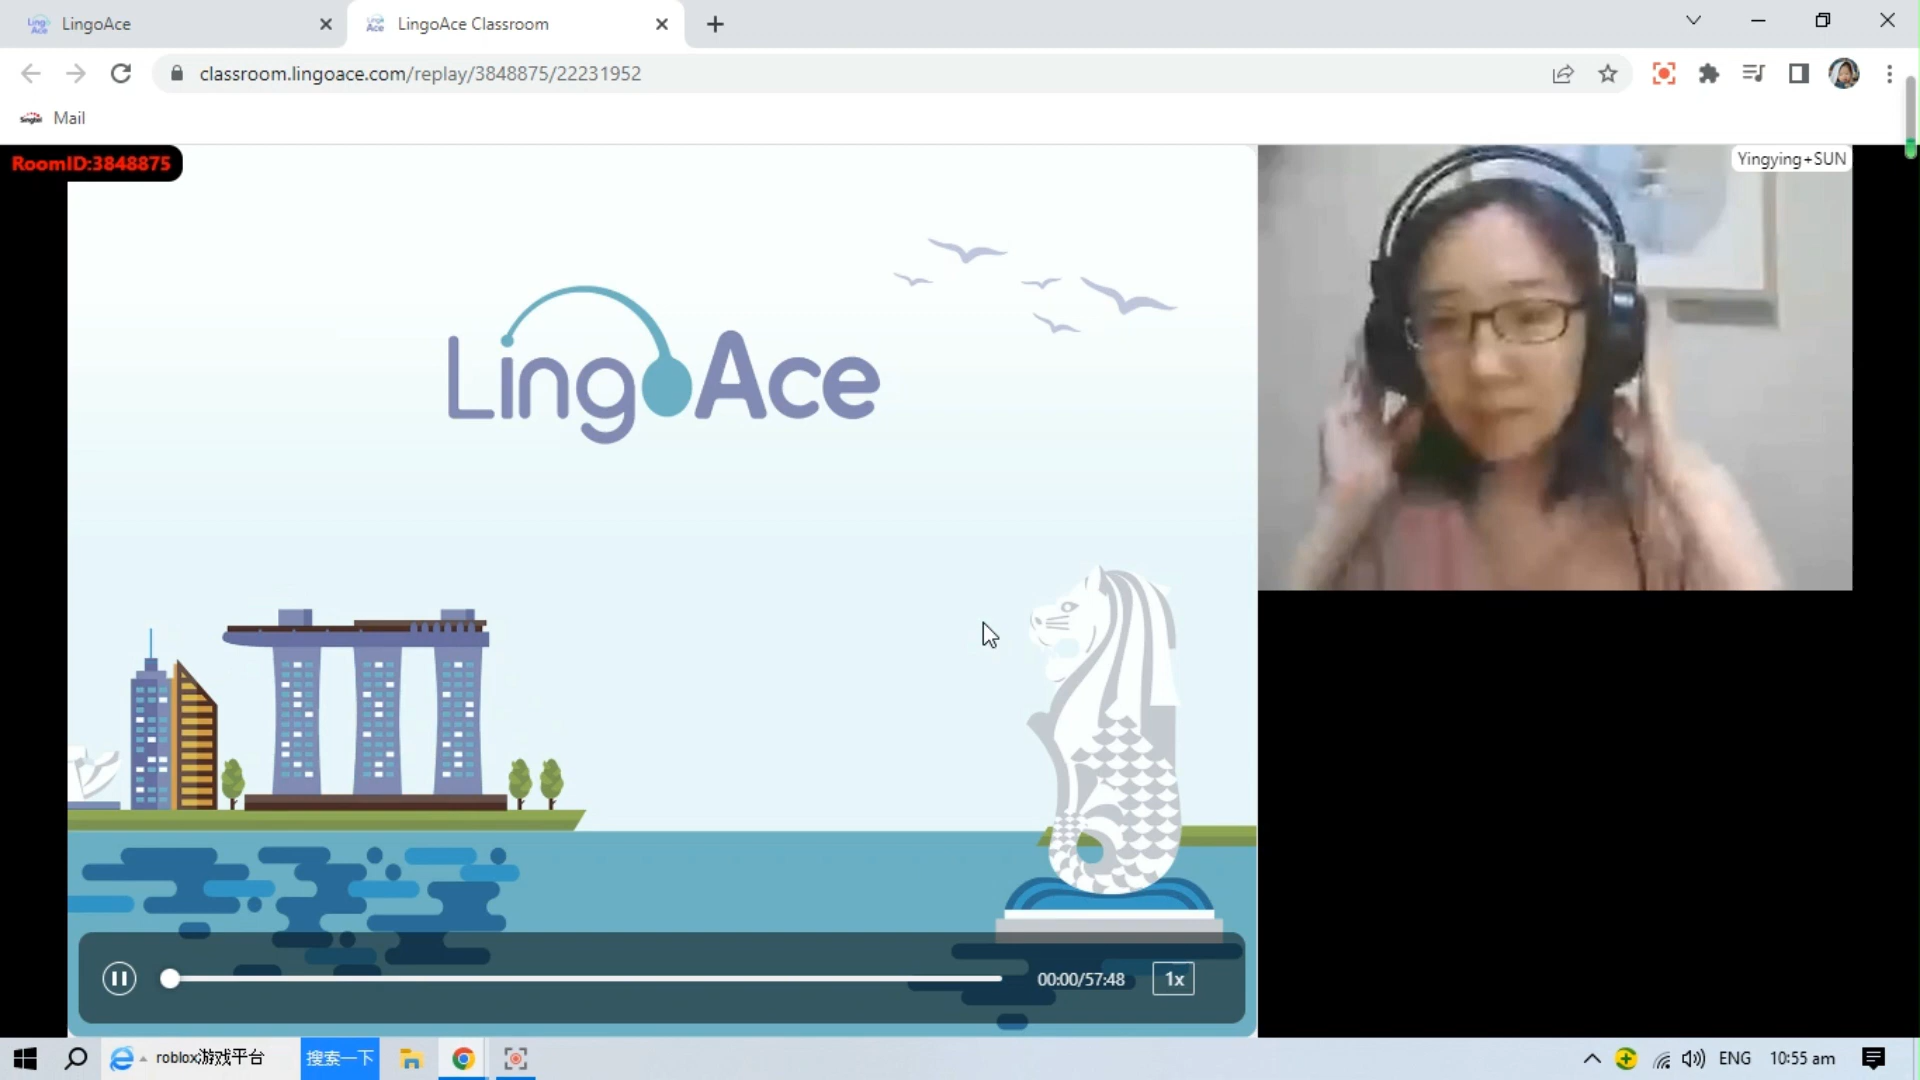 LingoAce
LingoAce Classroom
classroom.lingoace.com/replay/3848875/22231952
Singtel Mail
RoomID:3848875
Yingying+SUN
LingoAce
00:00/57:48 1x
roblox游戏平台 搜索一下 ENG 10:55 am